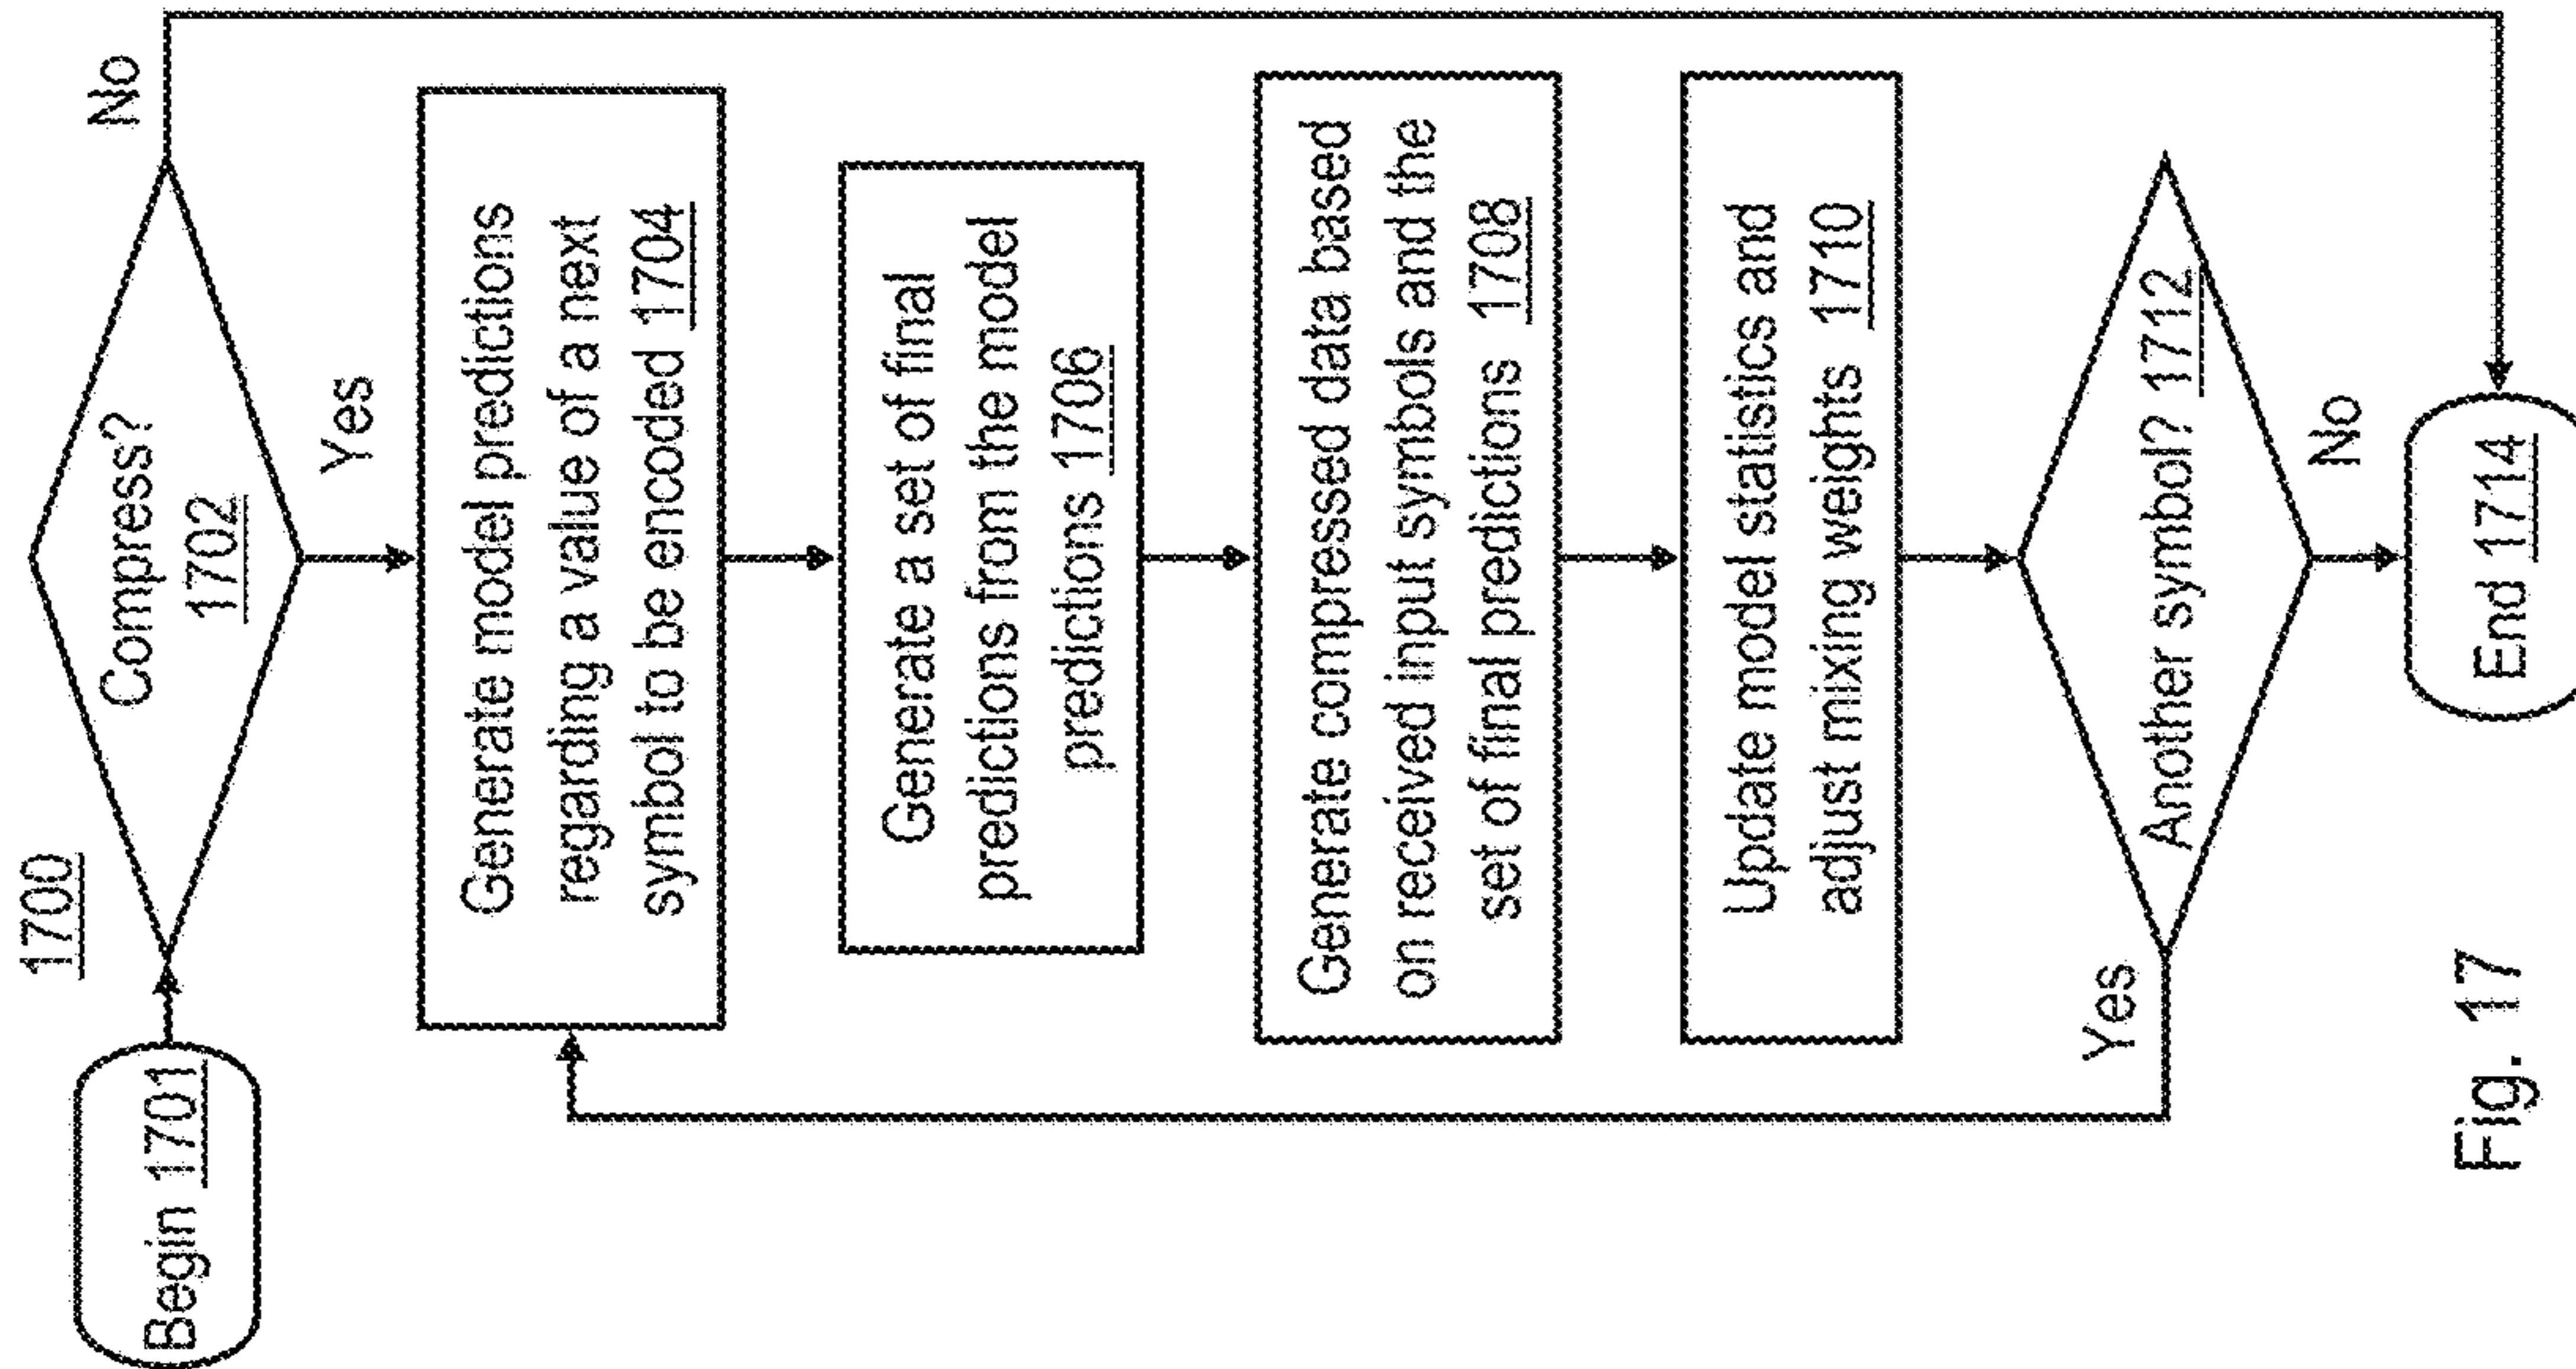 1700
Begin 1701
Compress?
1702
No
Yes
Generate model predictions
regarding a value of a next
symbol to be encoded 1704
Generate a set of final
predictions from the model
predictions 1706
Generate compressed data based
on received input symbols and the
set of final predictions 1708
Update model statistics and
adjust mixing weights 1710
Another symbol? 1712
Yes
No
End 1714
Fig. 17